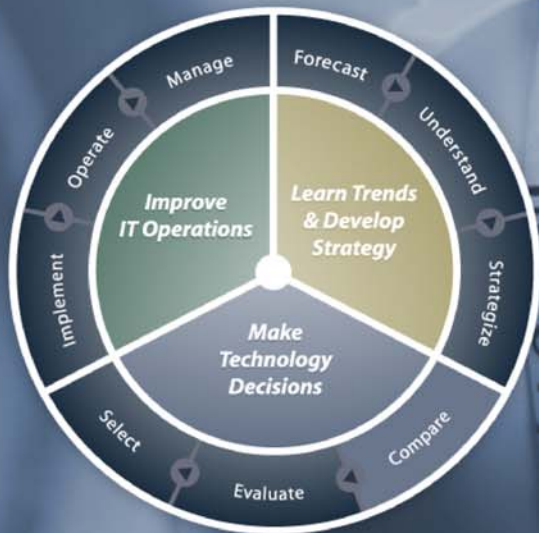 Forecast
Understand
Strategize
Compare
Evaluate
Select
Implement
Operate
Manage
Improve
IT Operations
Learn Trends
& Develop
Strategy
Make
Technology
Decisions